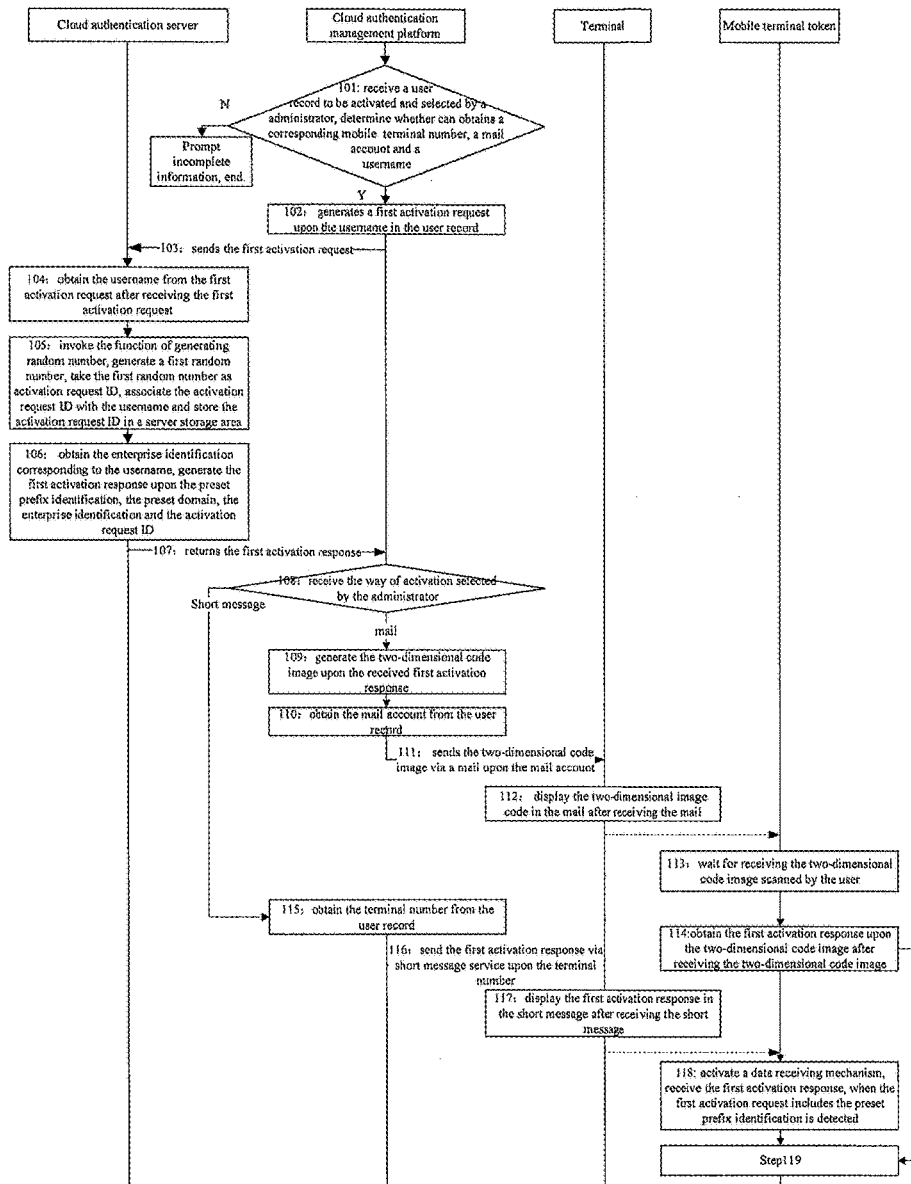 Cloud authentication server
Cloud authentication
management platform
Terminal
Mobile terminal token
101: receive a user
record to be activated and selected by a
administrator, determine whether can obtains a
corresponding mobile terminal number, a mail
account and a
username
N
Prompt
incomplete
information, end.
Y
102: generates a first activation request
upon the username in the user record
103: sends the first activation request
104: obtain the username from the first
activation request after receiving the first
activation request
105: invoke the function of generating
random number, generate a first random
number, take the first random number as
activation request ID, associate the activation
request ID with the username and store the
activation request ID in a server storage area
106: obtain the enterprise identification
corresponding to the username, generate the
first activation response upon the preset
prefix identification, the preset domain, the
enterprise identification and the activation
request ID
107: returns the first activation response
108: receive the way of activation selected
by the administrator
Short message
mail
109: generate the two-dimensional code
image upon the received first activation
response
110: obtain the mail account from the user
record
111: sends the two-dimensional code
image via a mail upon the mail account
112: display the two-dimensional image
code in the mail after receiving the mail
113: wait for receiving the two-dimensional
code image scanned by the user
114:obtain the first activation response upon
the two-dimensional code image after
receiving the two-dimensional code image
115: obtain the terminal number from the
user record
116: send the first activation response via
short message service upon the terminal
number
117: display the first activation response in
the short message after receiving the short
message
118: activate a data receiving mechanism,
receive the first activation response, when the
first activation request includes the preset
prefix identification is detected
Step119